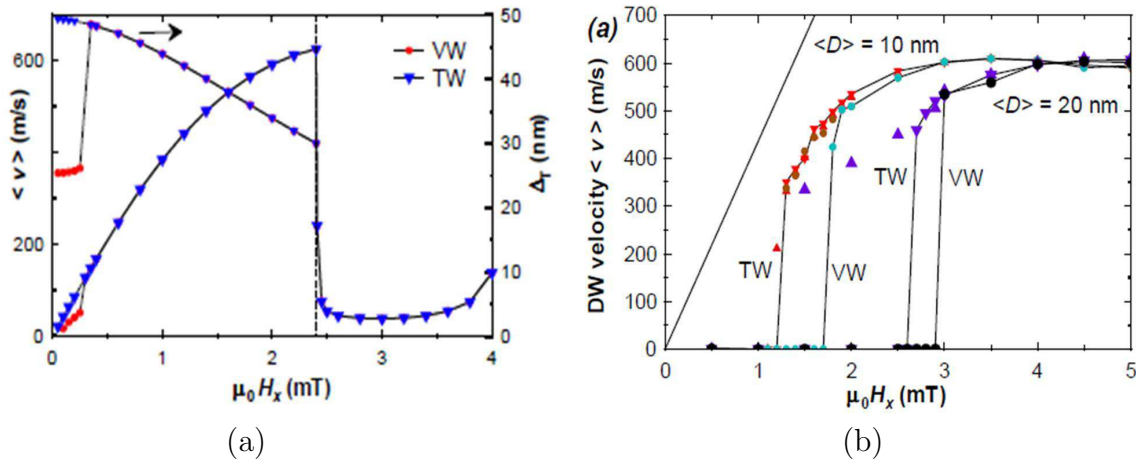 600
200
0
< v > (m/s)
VW
TW
50
40
30
20
10
0
ΔT (nm)
0 1 2 3 4
μ0Hx (mT)
(a)
(a)
700
600
500
400
300
200
100
0
DW velocity < v > (m/s)
<D> = 10 nm
<D> = 20 nm
TW
VW
TW
VW
0 1 2 3 4 5
μ0Hx (mT)
(b)